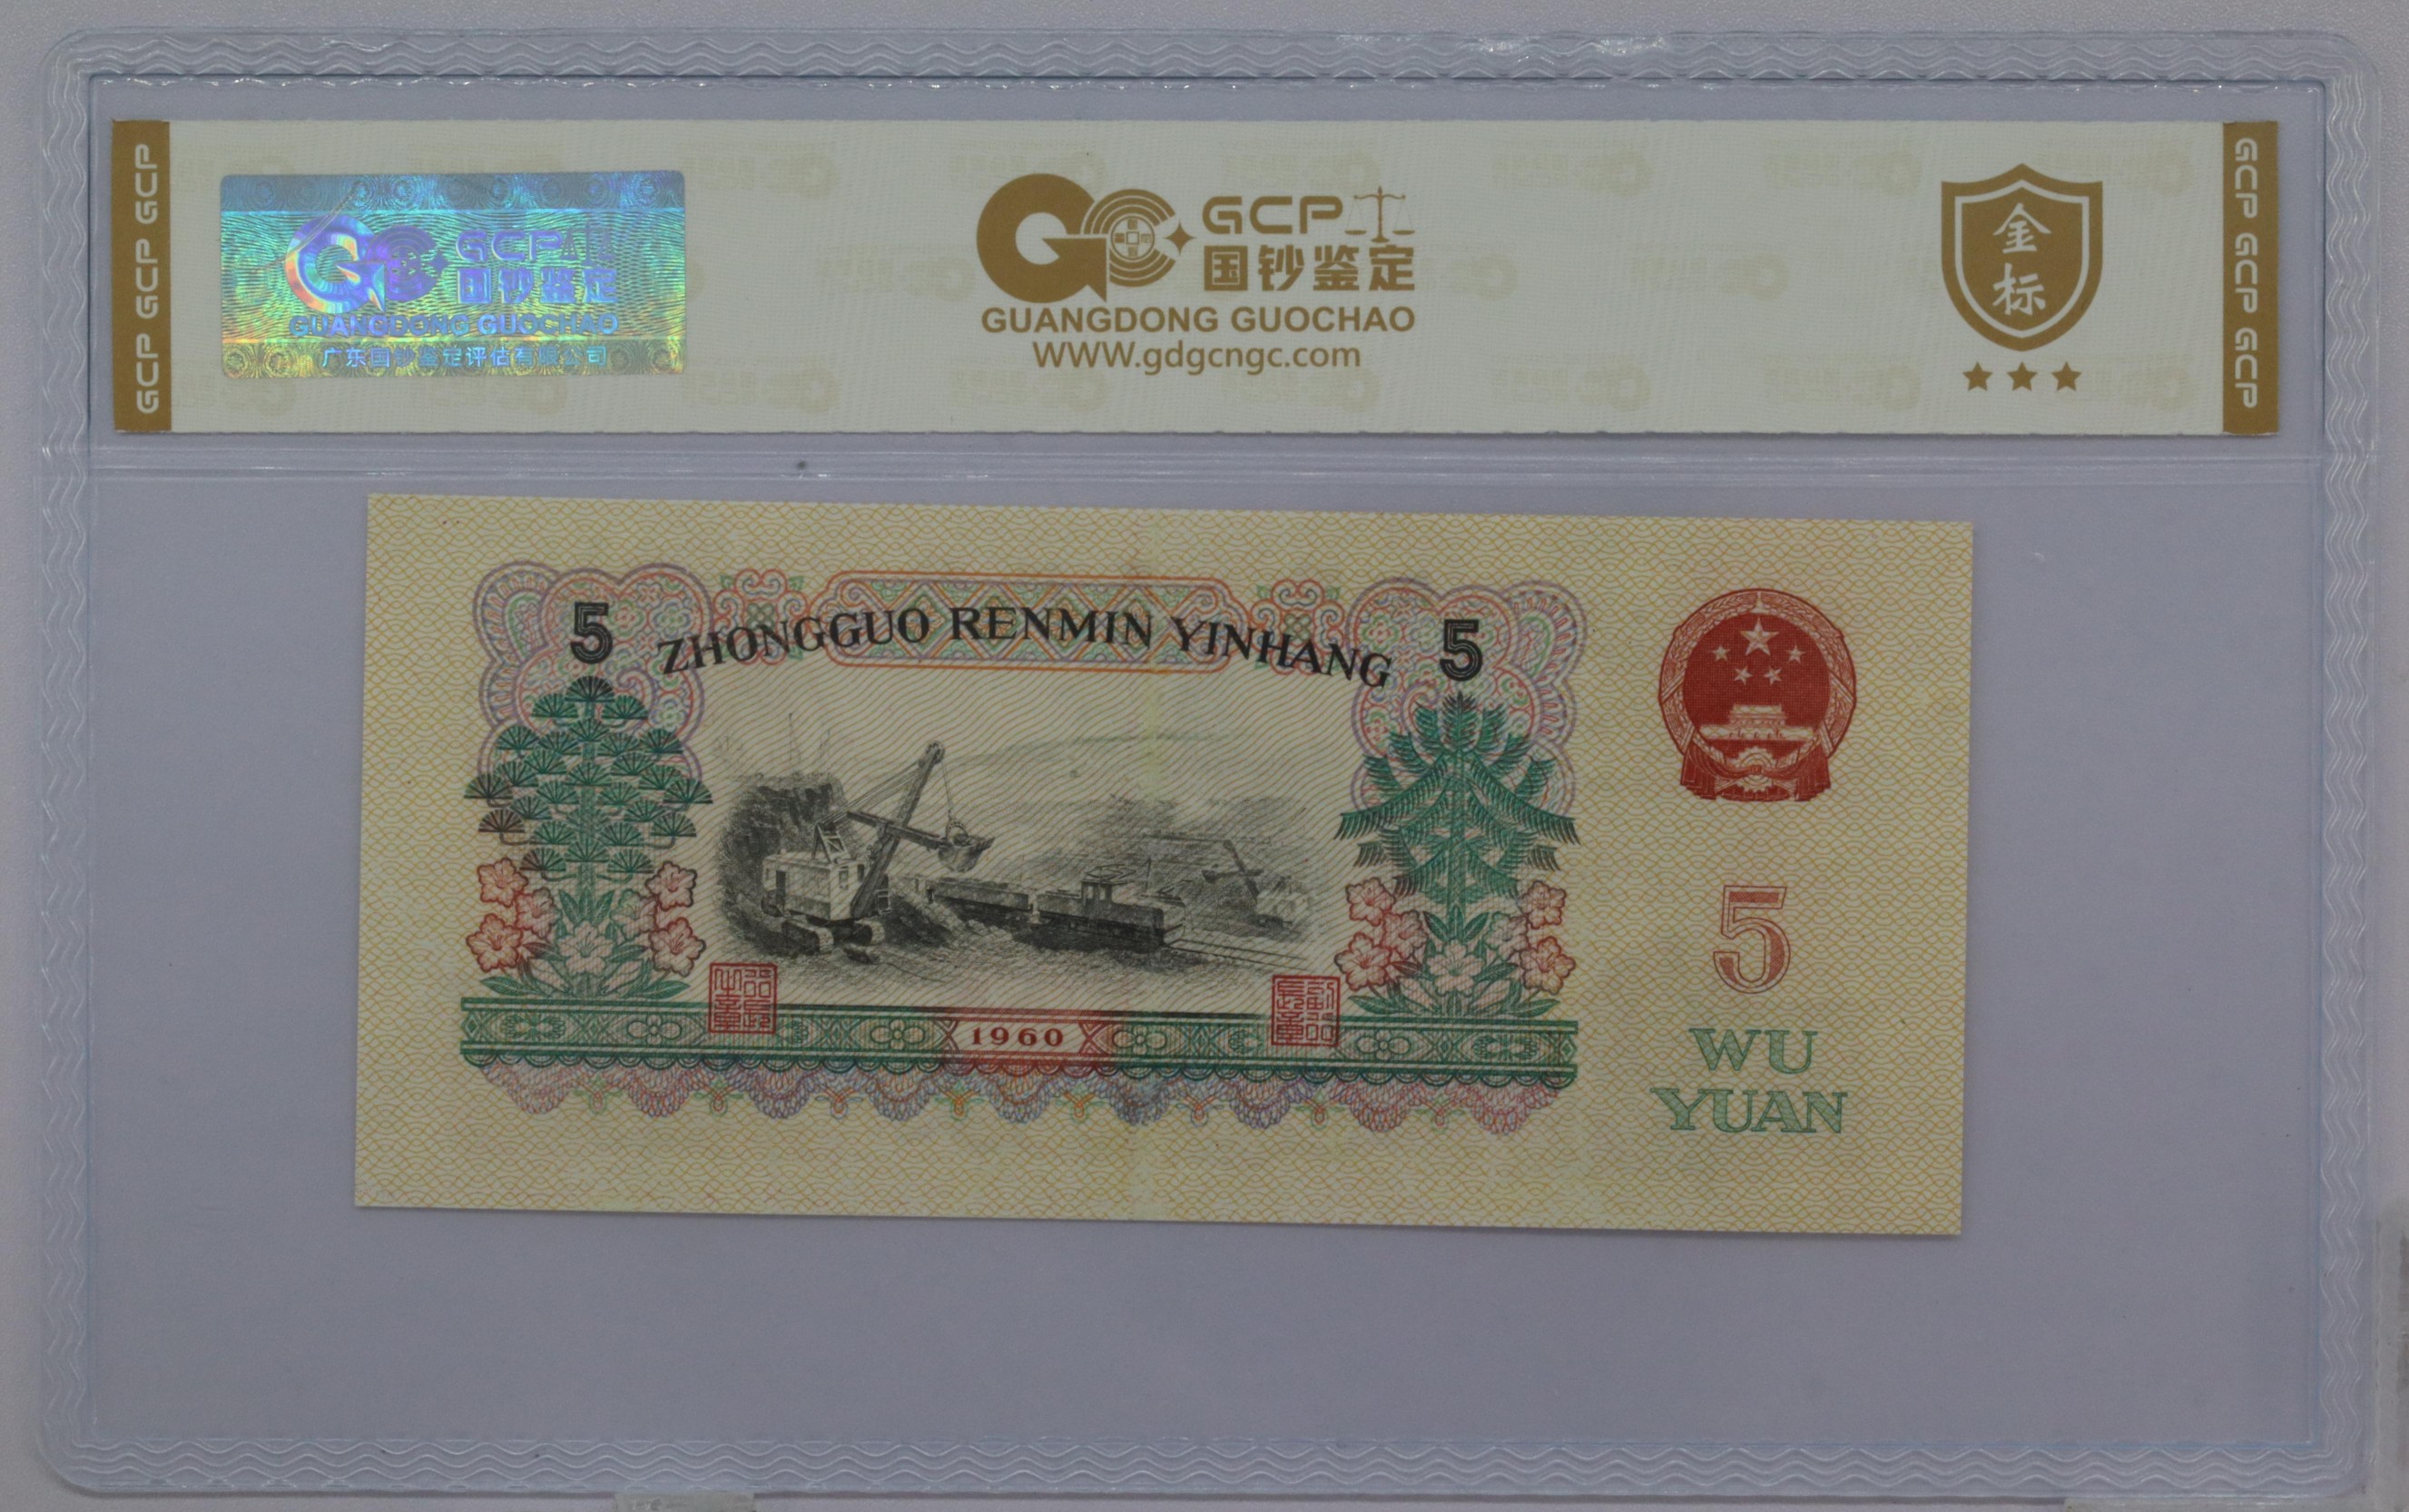 GCP GCP GCP
GCP
国钞鉴定
GUANGDONG GUOCHAO
广东国钞鉴定评估有限公司
GCP
国钞鉴定
GUANGDONG GUOCHAO
WWW.gdgcngc.com
金
标
GCP GCP GCP
5
ZHONGGUO RENMIN YINHANG
5
1960
5
WU
YUAN